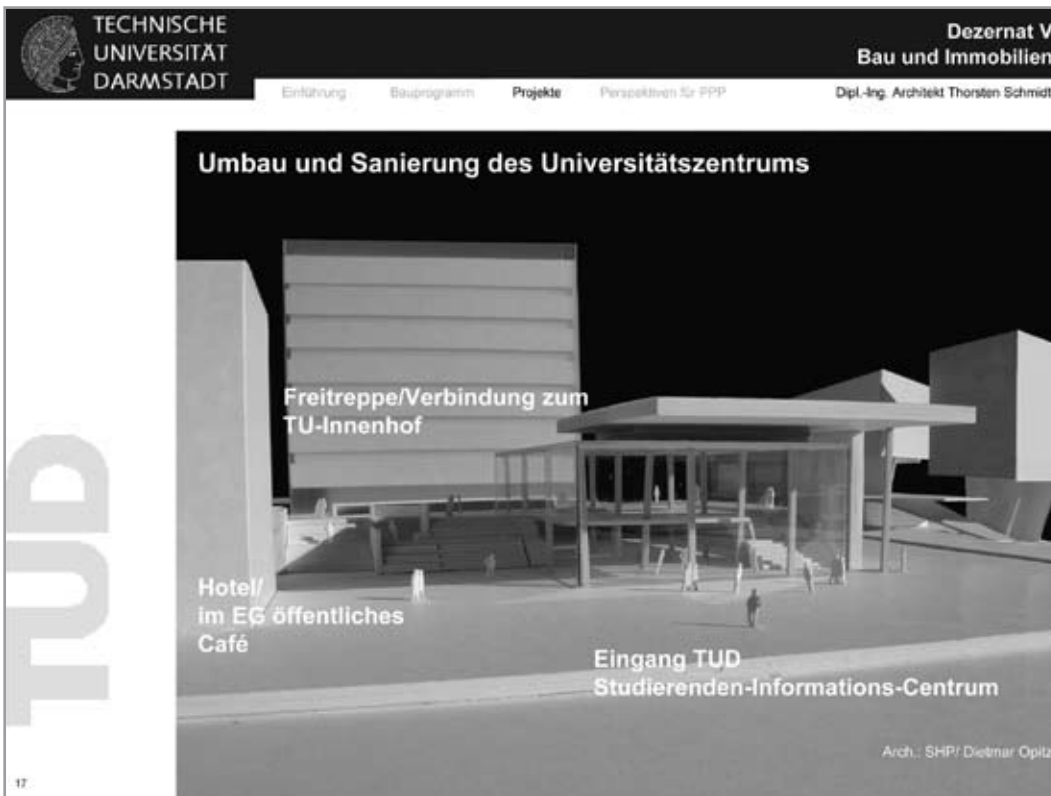 TECHNISCHE
UNIVERSITÄT
DARMSTADT
Dezernat V
Bau und Immobilien
Einführung
Bauprogramm
Projekte
Perspektiven für PPP
Dipl.-Ing. Architekt Thorsten Schmidt
Umbau und Sanierung des Universitätszentrums
Freitreppe/Verbindung zum
TU-Innenhof
Hotel/
im EG öffentliches
Café
Eingang TUD
Studierenden-Informations-Centrum
Arch.: SHP/ Dietmar Opitz
TUD
17